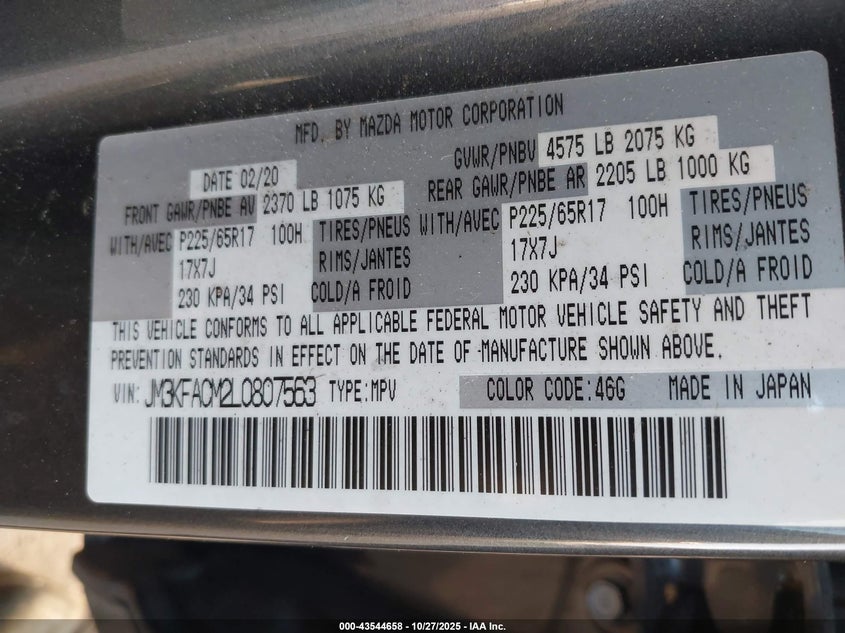 MFD. BY MAZDA MOTOR CORPORATION
DATE 02/20 GVWR/PNBV 4575 LB 2075 KG
FRONT GAWR/PNBE AV 2370 LB 1075 KG REAR GAWR/PNBE AR 2205 LB 1000 KG
WITH/AVEC P225/65R17 100H TIRES/PNEUS WITH/AVEC P225/65R17 100H TIRES/PNEUS
17X7J RIMS/JANTES 17X7J RIMS/JANTES
230 KPA/34 PSI COLD/A FROID 230 KPA/34 PSI COLD/A FROID
THIS VEHICLE CONFORMS TO ALL APPLICABLE FEDERAL MOTOR VEHICLE SAFETY AND THEFT
PREVENTION STANDARDS IN EFFECT ON THE DATE OF -MANUFACTURE SHOWN ABOVE.
VIN: JM3KFACM2L0807563 TYPE:MPV COLOR CODE:46G MADE IN JAPAN
000-43544658 | 10/27/2025 | IAA Inc.